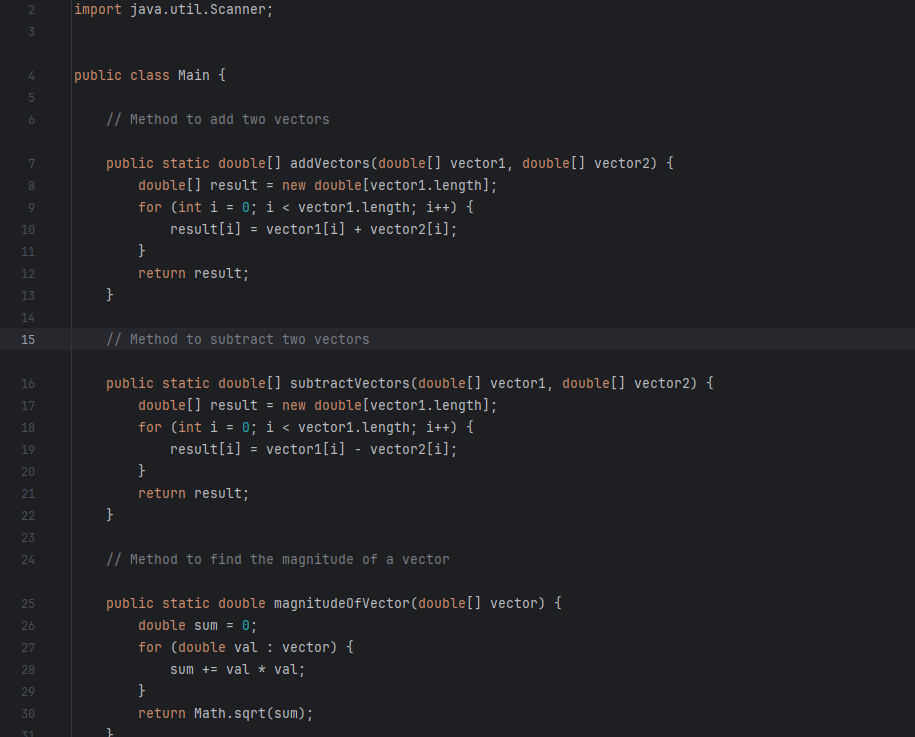 2 import java.util.Scanner;
3
4 public class Main {
5
6     // Method to add two vectors
7     public static double[] addVectors(double[] vector1, double[] vector2) {
8         double[] result = new double[vector1.length];
9         for (int i = 0; i < vector1.length; i++) {
10             result[i] = vector1[i] + vector2[i];
11         }
12         return result;
13     }
14
15     // Method to subtract two vectors
16     public static double[] subtractVectors(double[] vector1, double[] vector2) {
17         double[] result = new double[vector1.length];
18         for (int i = 0; i < vector1.length; i++) {
19             result[i] = vector1[i] - vector2[i];
20         }
21         return result;
22     }
23
24     // Method to find the magnitude of a vector
25     public static double magnitudeOfVector(double[] vector) {
26         double sum = 0;
27         for (double val : vector) {
28             sum += val * val;
29         }
30         return Math.sqrt(sum);
31     }